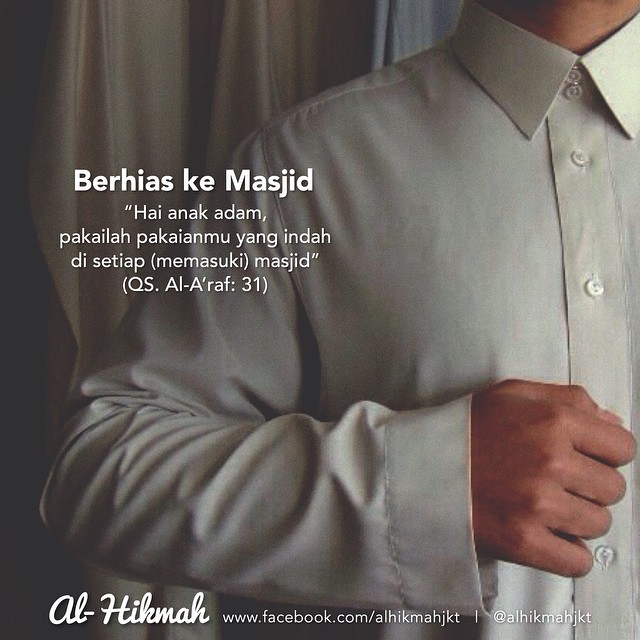 Berhias ke Masjid
“Hai anak adam,
pakailah pakaianmu yang indah
di setiap (memasuki) masjid”
(QS. Al-A’raf: 31)
Al-Hikmah www.facebook.com/alhikmahjkt | @alhikmahjkt